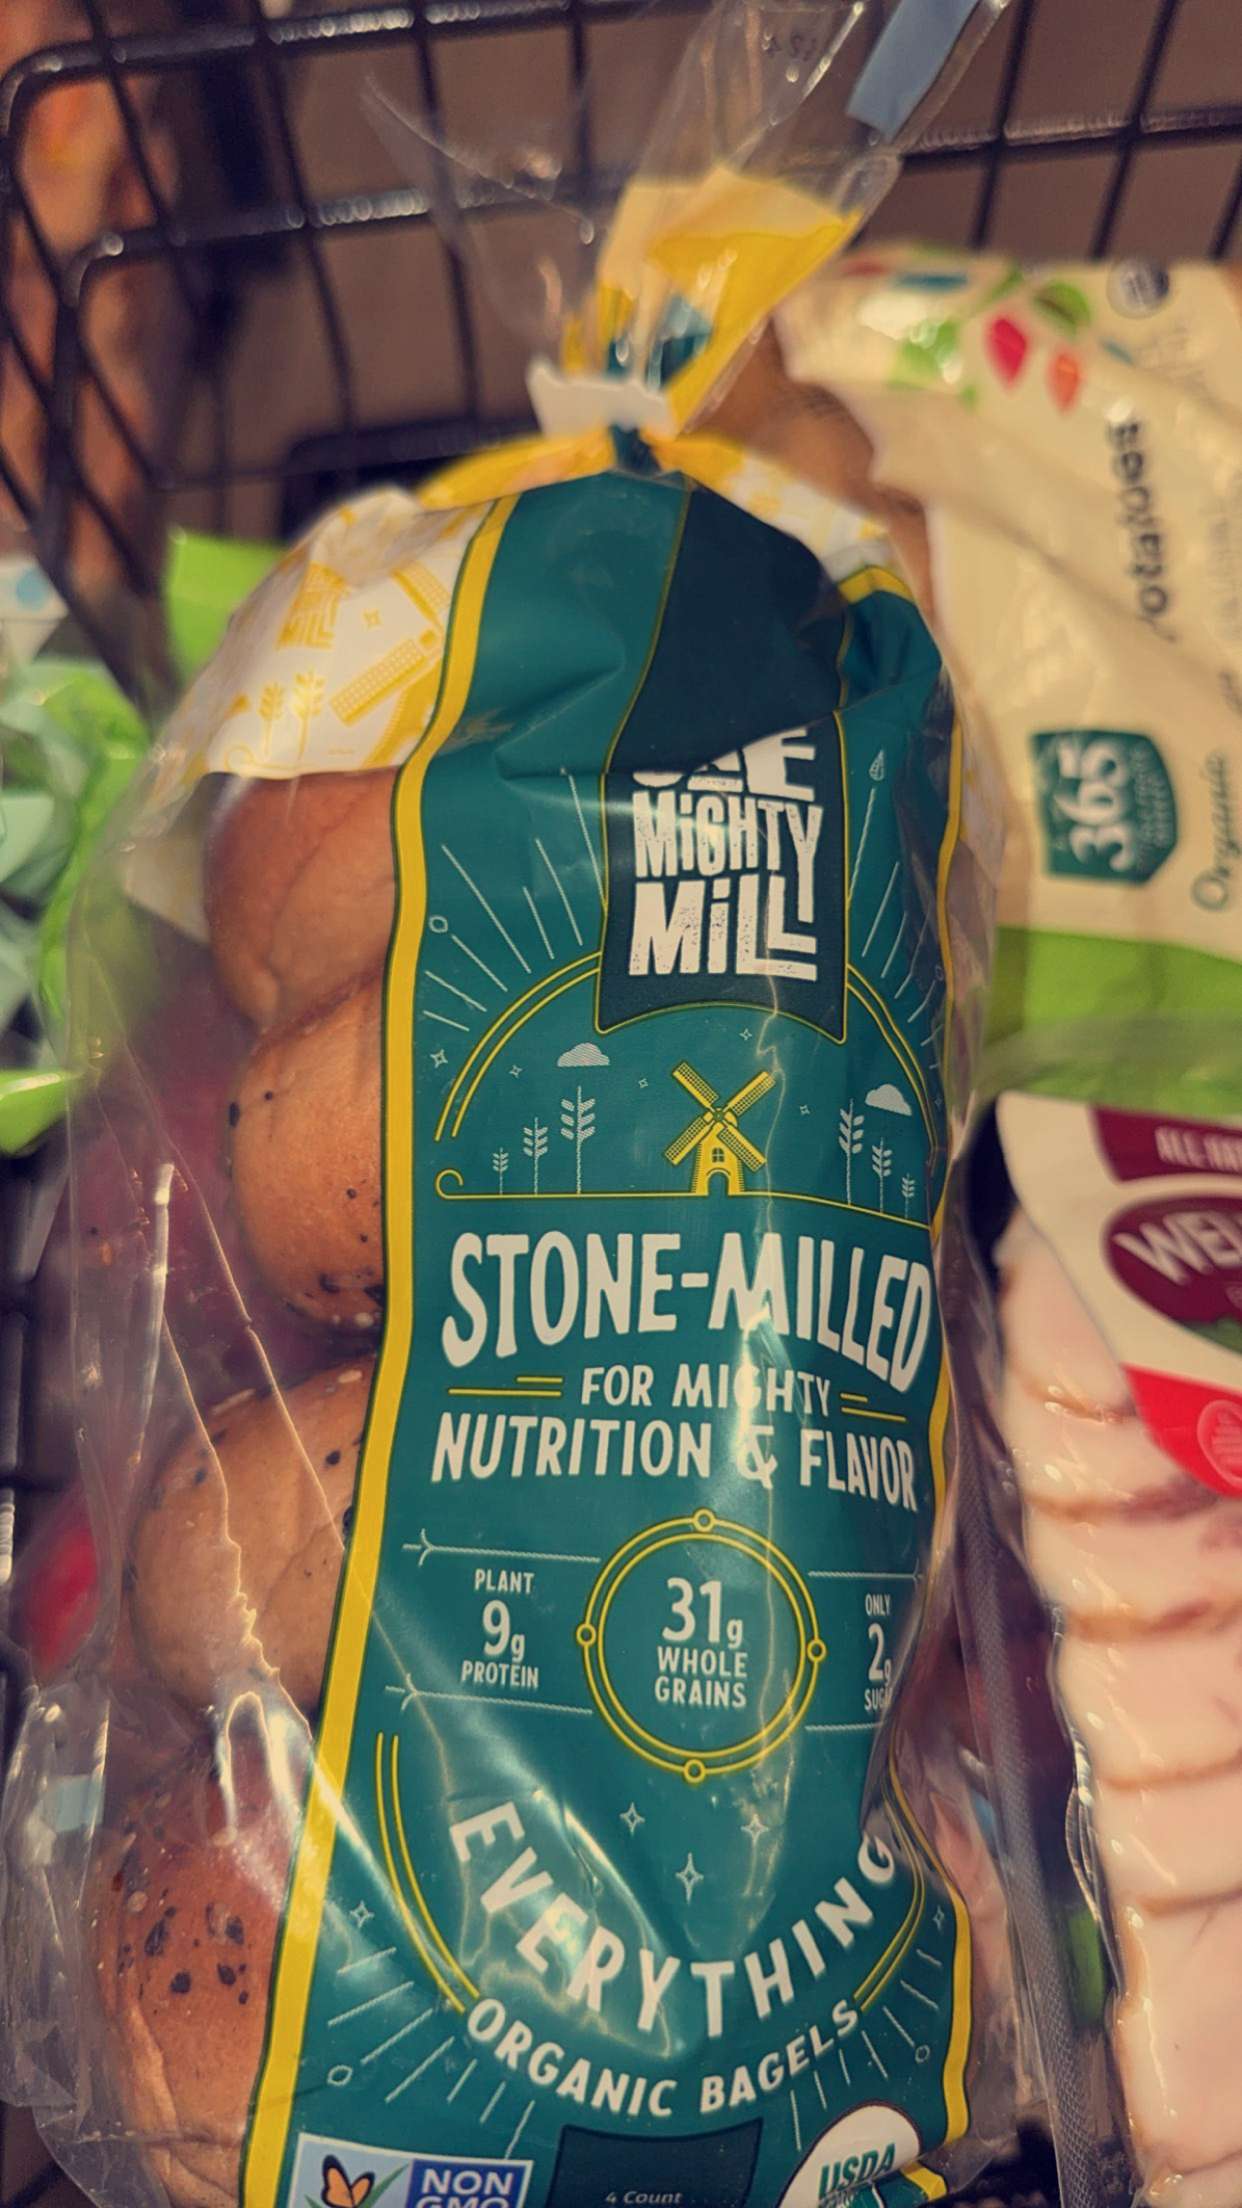 MiGHTY
MiLL
STONE-MILLED
FOR MIGHTY
NUTRITION & FLAVOR
PLANT
9g
PROTEIN
31g
WHOLE
GRAINS
ONLY
2g
EVERYTHING
ORGANIC BAGELS
NON
GMO
4 Count
USDA
365
Organic